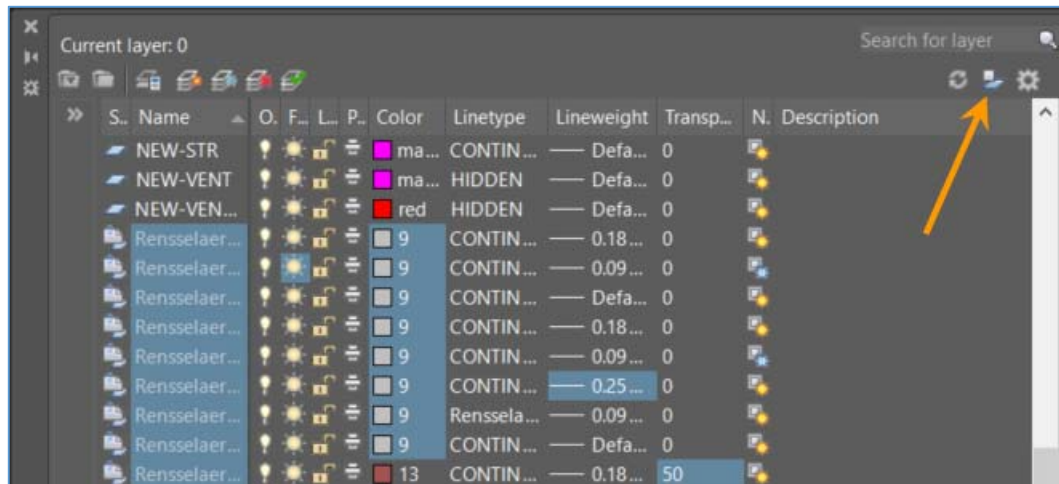 Current layer: 0
Search for layer
S.. Name O. F... L... P... Color Linetype Lineweight Transp... N. Description
NEW-STR ma... CONTIN... Defa... 0
NEW-VENT ma... HIDDEN Defa... 0
NEW-VEN... red HIDDEN Defa... 0
Rensselaer... 9 CONTIN... 0.18... 0
Rensselaer... 9 CONTIN... 0.09... 0
Rensselaer... 9 CONTIN... Defa... 0
Rensselaer... 9 CONTIN... 0.18... 0
Rensselaer... 9 CONTIN... 0.09... 0
Rensselaer... 9 CONTIN... 0.25... 0
Rensselaer... 9 Renssela... 0.09... 0
Rensselaer... 9 CONTIN... Defa... 0
Rensselaer... 13 CONTIN... 0.18... 50